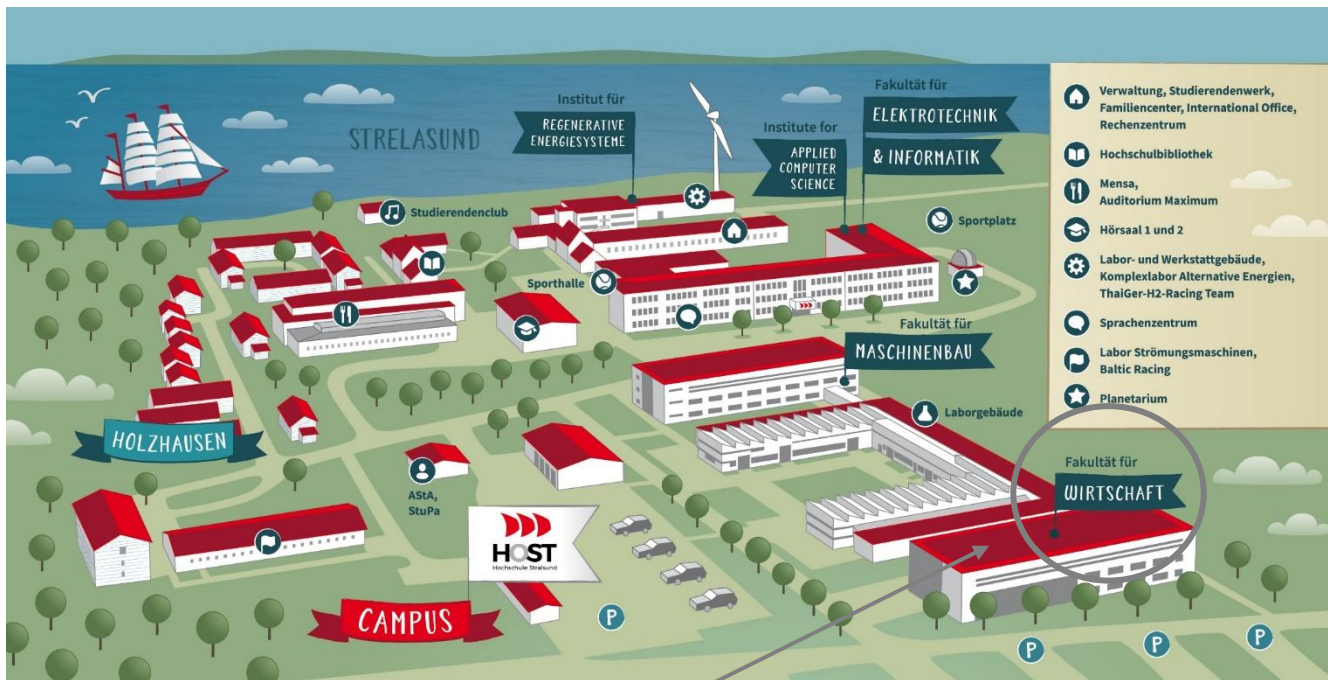 STRELASUND
Institut für
REGENERATIVE
ENERGIESYSTEME
Institute for
APPLIED
COMPUTER
SCIENCE
Fakultät für
ELEKTROTECHNIK
& INFORMATIK
Studierendenclub
Sportplatz
Sporthalle
Fakultät für
MASCHINENBAU
Laborgebäude
HOLZHAUSEN
AStA,
StuPa
HOST
Hochschule Stralsund
CAMPUS
P
Fakultät für
WIRTSCHAFT
P
P
P
Verwaltung, Studierendenwerk,
Familiencenter, International Office,
Rechenzentrum
Hochschulbibliothek
Mensa,
Auditorium Maximum
Hörsaal 1 und 2
Labor- und Werkstattgebäude,
Komplexlabor Alternative Energien,
ThaiGer-H2-Racing Team
Sprachenzentrum
Labor Strömungsmaschinen,
Baltic Racing
Planetarium